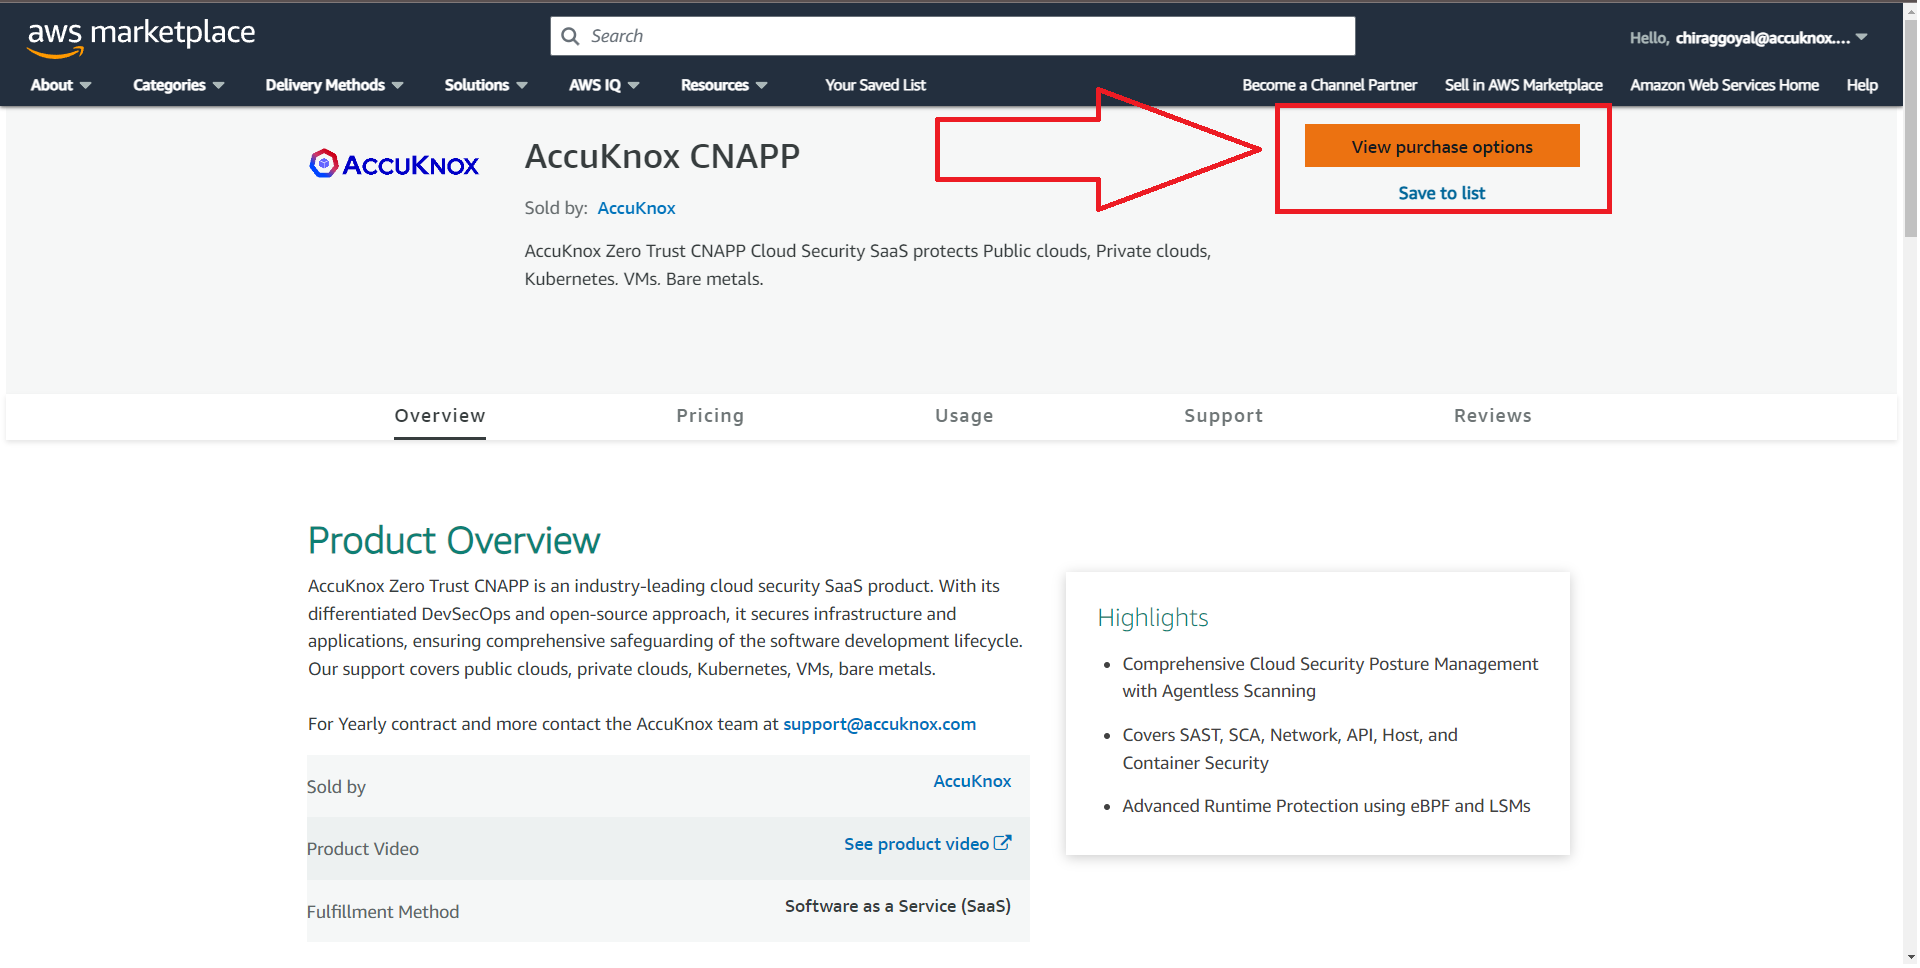 aws marketplace
Search
Hello, chiraggoyal@accuknox....
About
Categories
Delivery Methods
Solutions
AWS IQ
Resources
Your Saved List
Become a Channel Partner
Sell in AWS Marketplace
Amazon Web Services Home
Help
ACCUKNOX
AccuKnox CNAPP
View purchase options
Save to list
Sold by: AccuKnox
AccuKnox Zero Trust CNAPP Cloud Security SaaS protects Public clouds, Private clouds,
Kubernetes. VMs. Bare metals.
Overview
Pricing
Usage
Support
Reviews
Product Overview
AccuKnox Zero Trust CNAPP is an industry-leading cloud security SaaS product. With its
differentiated DevSecOps and open-source approach, it secures infrastructure and
applications, ensuring comprehensive safeguarding of the software development lifecycle.
Our support covers public clouds, private clouds, Kubernetes, VMs, bare metals.
For Yearly contract and more contact the AccuKnox team at support@accuknox.com
Sold by
AccuKnox
Product Video
See product video
Fulfillment Method
Software as a Service (SaaS)
Highlights
Comprehensive Cloud Security Posture Management
with Agentless Scanning
Covers SAST, SCA, Network, API, Host, and
Container Security
Advanced Runtime Protection using eBPF and LSMs